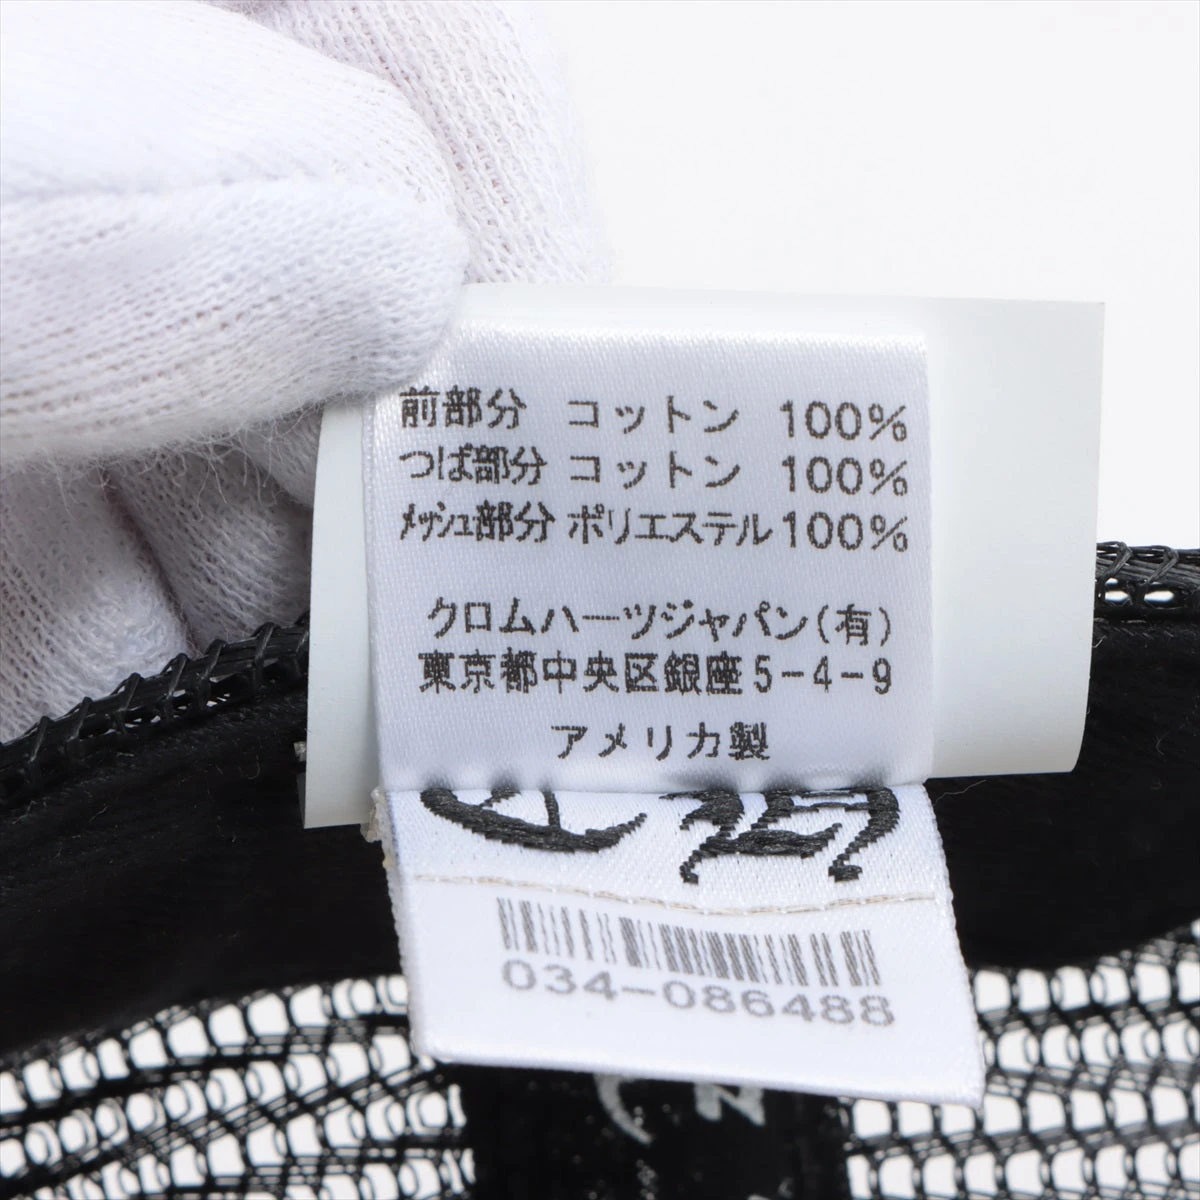 前部分 コットン 100%
つば部分 コットン 100%
メッシュ部分 ポリエステル 100%
クロムハーツジャパン(有)
東京都中央区銀座5-4-9
アメリカ製
034-086488